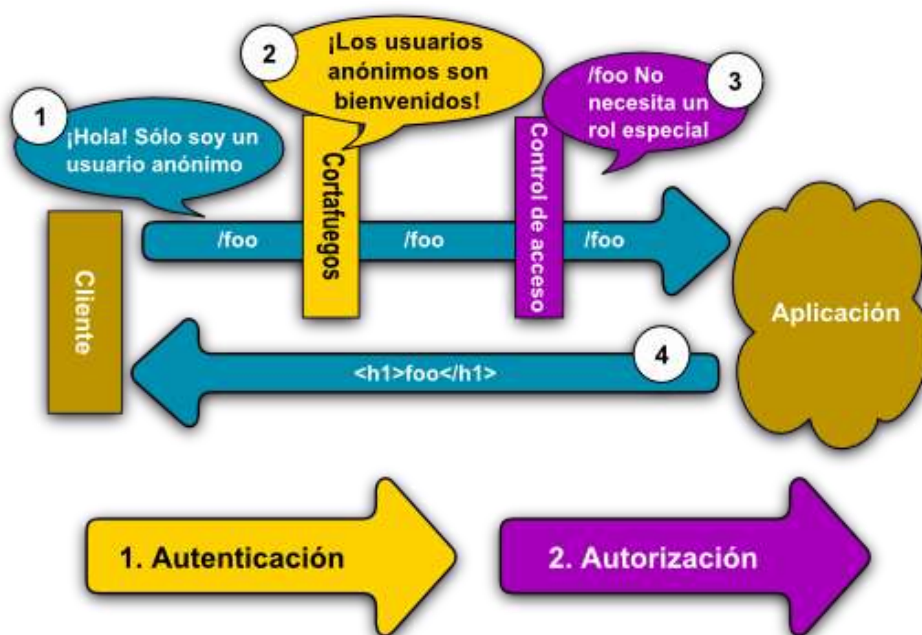 1
¡Hola! Sólo soy un
usuario anónimo
2
¡Los usuarios
anónimos son
bienvenidos!
3
/foo No
necesita un
rol especial
Cliente
/foo
Cortafuegos
/foo
Control de acceso
/foo
Aplicación
4
<h1>foo</h1>
1. Autenticación
2. Autorización